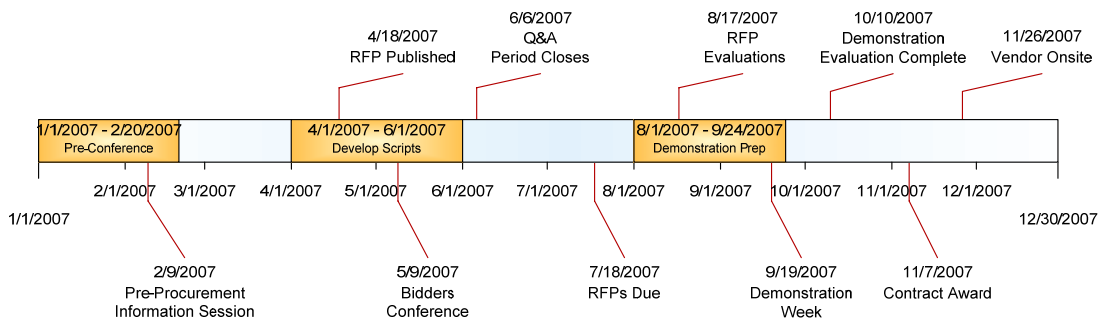 6/6/2007
Q&A
Period Closes
8/17/2007
RFP
Evaluations
10/10/2007
Demonstration
Evaluation Complete
4/18/2007
RFP Published
11/26/2007
Vendor Onsite
1/1/2007 - 2/20/2007
Pre-Conference
4/1/2007 - 6/1/2007
Develop Scripts
8/1/2007 - 9/24/2007
Demonstration Prep
2/1/2007 3/1/2007 4/1/2007 5/1/2007 6/1/2007 7/1/2007 8/1/2007 9/1/2007 10/1/2007 11/1/2007 12/1/2007
1/1/2007 12/30/2007
2/9/2007
Pre-Procurement
Information Session
5/9/2007
Bidders
Conference
7/18/2007
RFPs Due
9/19/2007
Demonstration
Week
11/7/2007
Contract Award